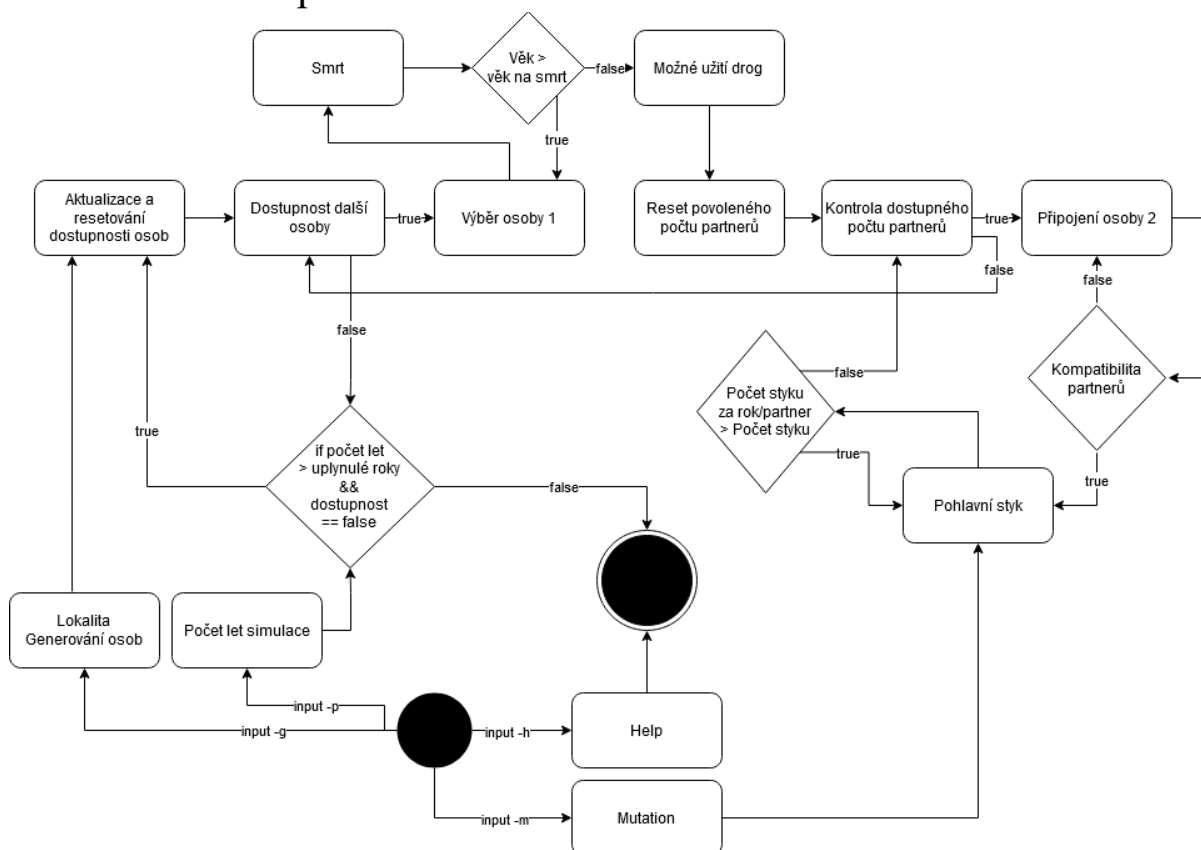 Smrt
Věk >
věk na smrt
false
Možné užití drog
true
Aktualizace a
resetování
dostupnosti osob
Dostupnost další
osoby
true
Výběr osoby 1
Reset povoleného
počtu partnerů
Kontrola dostupného
počtu partnerů
true
Připojení osoby 2
false
false
false
Kompatibilita
partnerů
true
Počet styku
za rok/partner
> Počet styku
false
true
Pohlavní styk
true
if počet let
> uplynulé roky
&&
dostupnost
== false
false
Lokalita
Generování osob
Počet let simulace
input -p
input -g
input -h
Help
input -m
Mutation